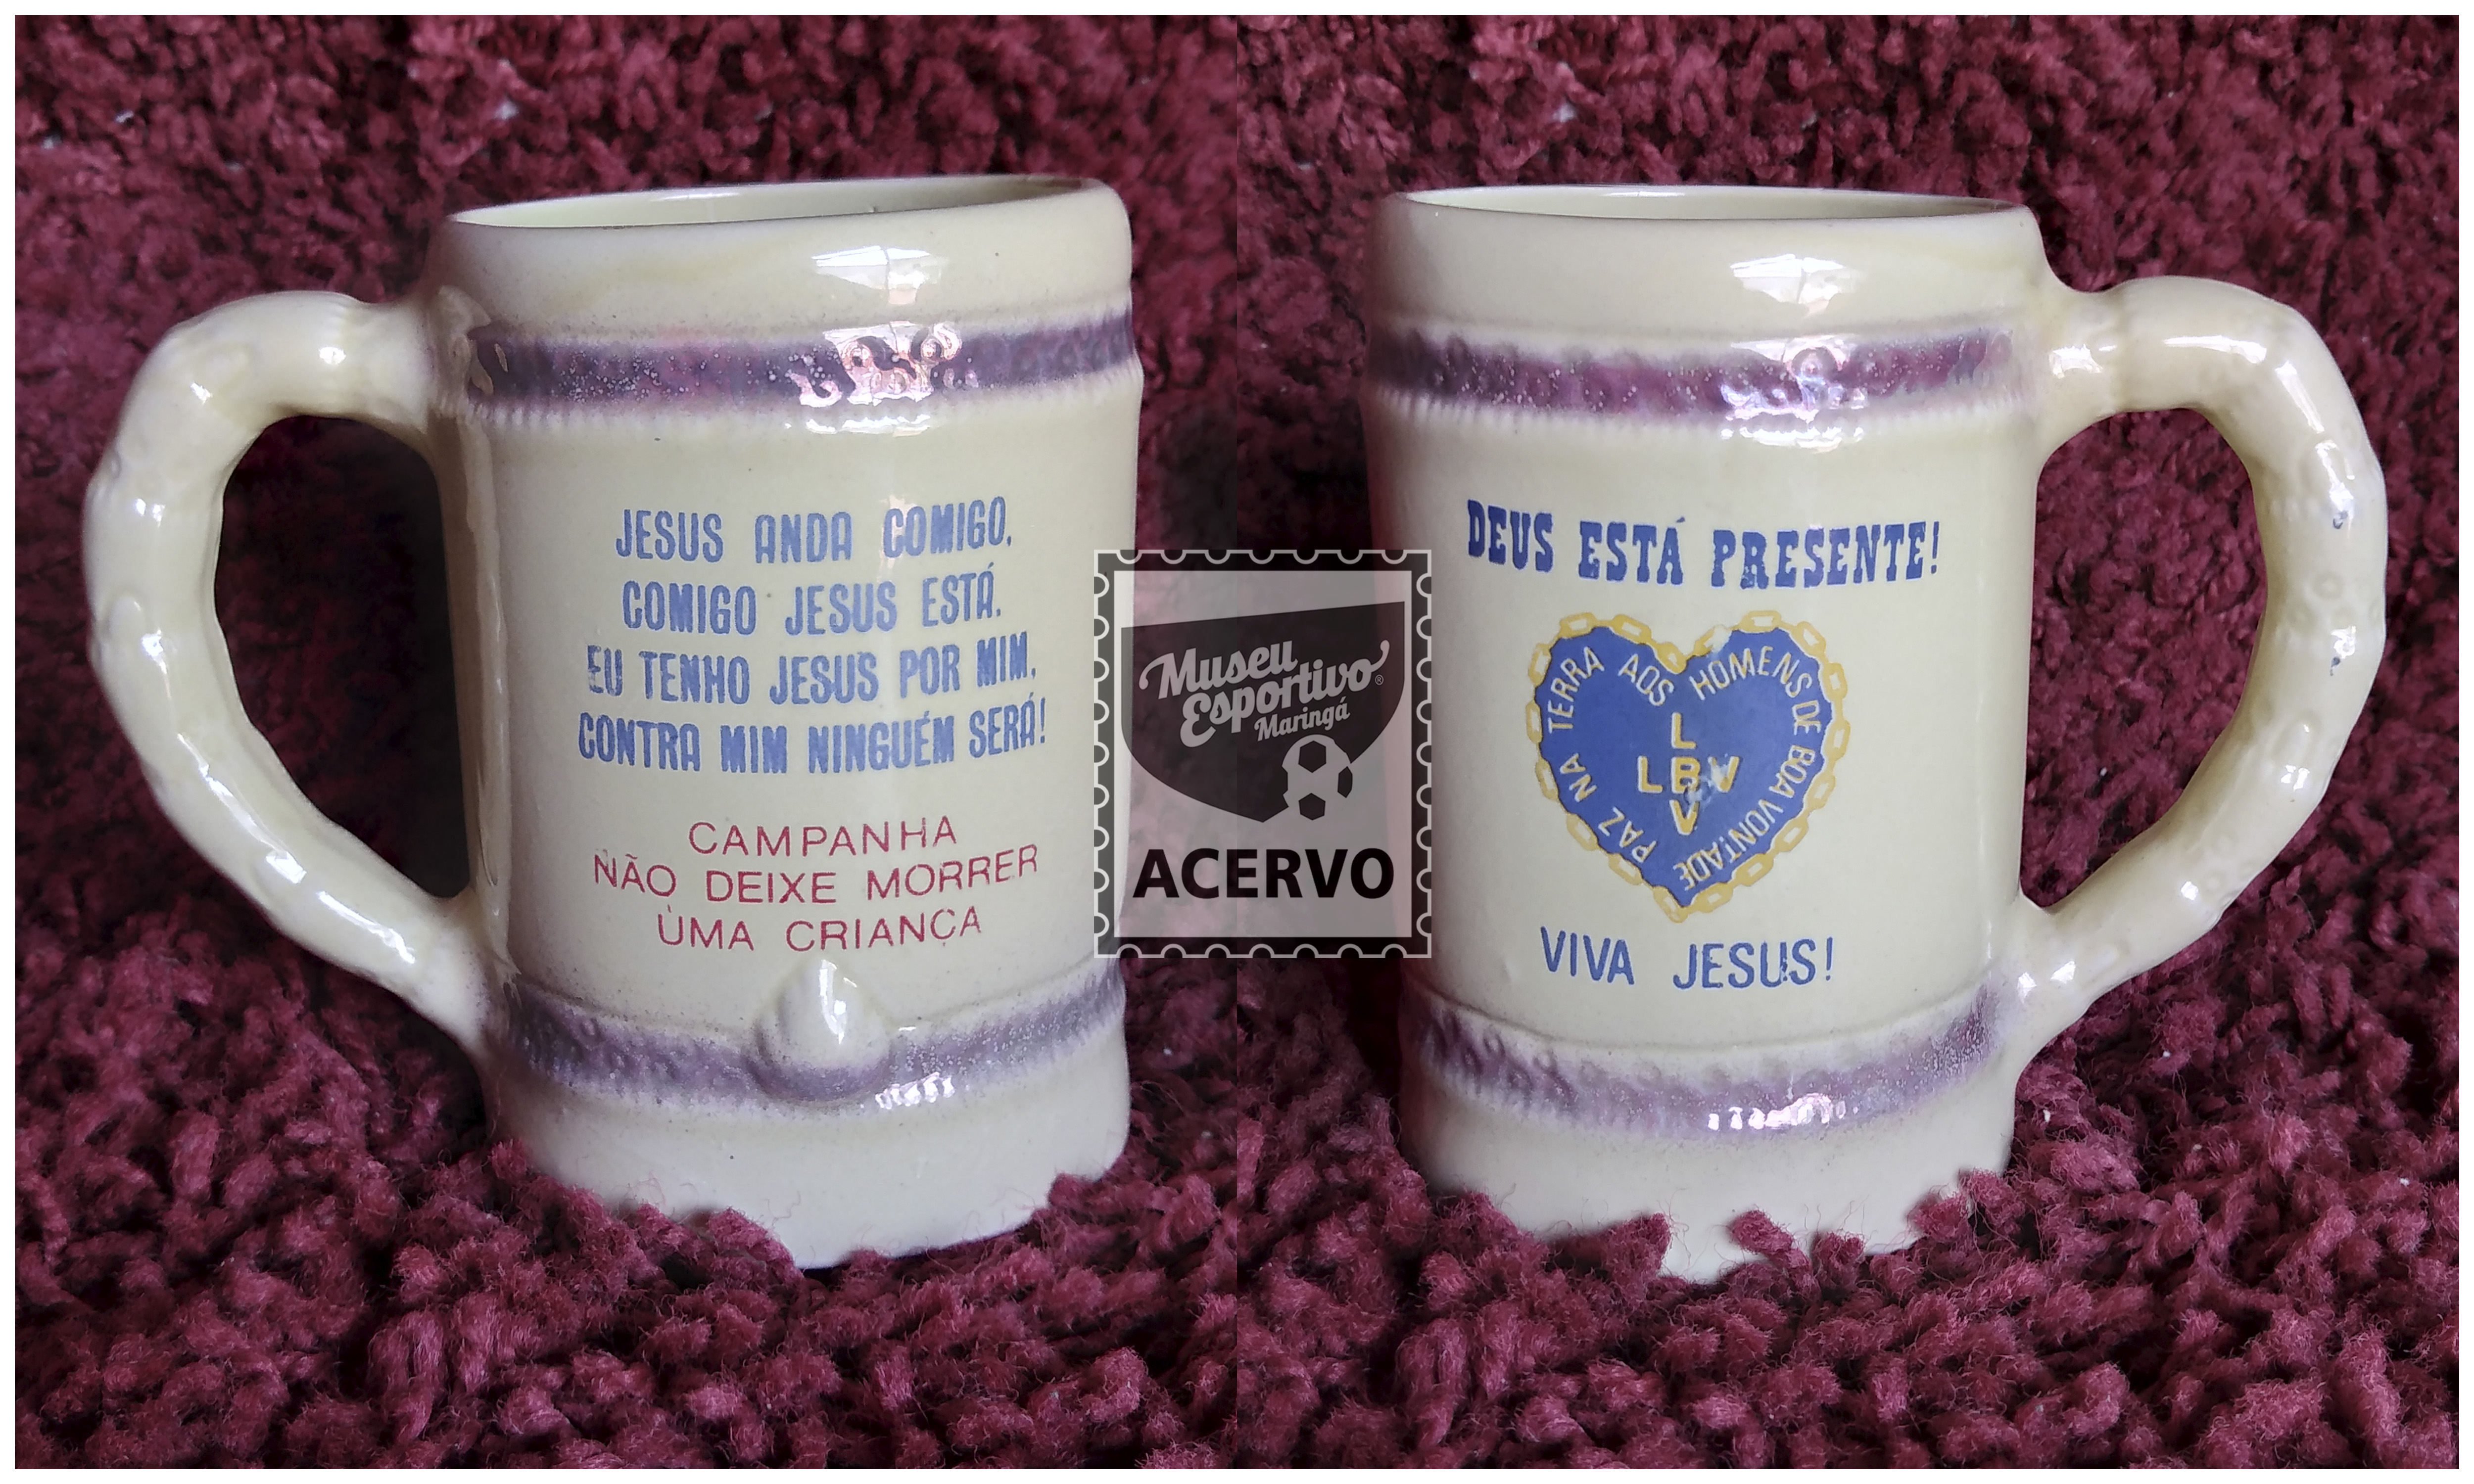 JESUS ANDA COMIGO,
COMIGO JESUS ESTÁ.
EU TENHO JESUS POR MIM,
CONTRA MIM NINGUÉM SERÁ!
CAMPANHA
NÃO DEIXE MORRER
UMA CRIANÇA
Museu
Esportivo®
Maringá
ACERVO
DEUS ESTÁ PRESENTE!
PAZ NA TERRA AOS HOMENS DE BOA VONTADE
L
LBV
V
VIVA JESUS!